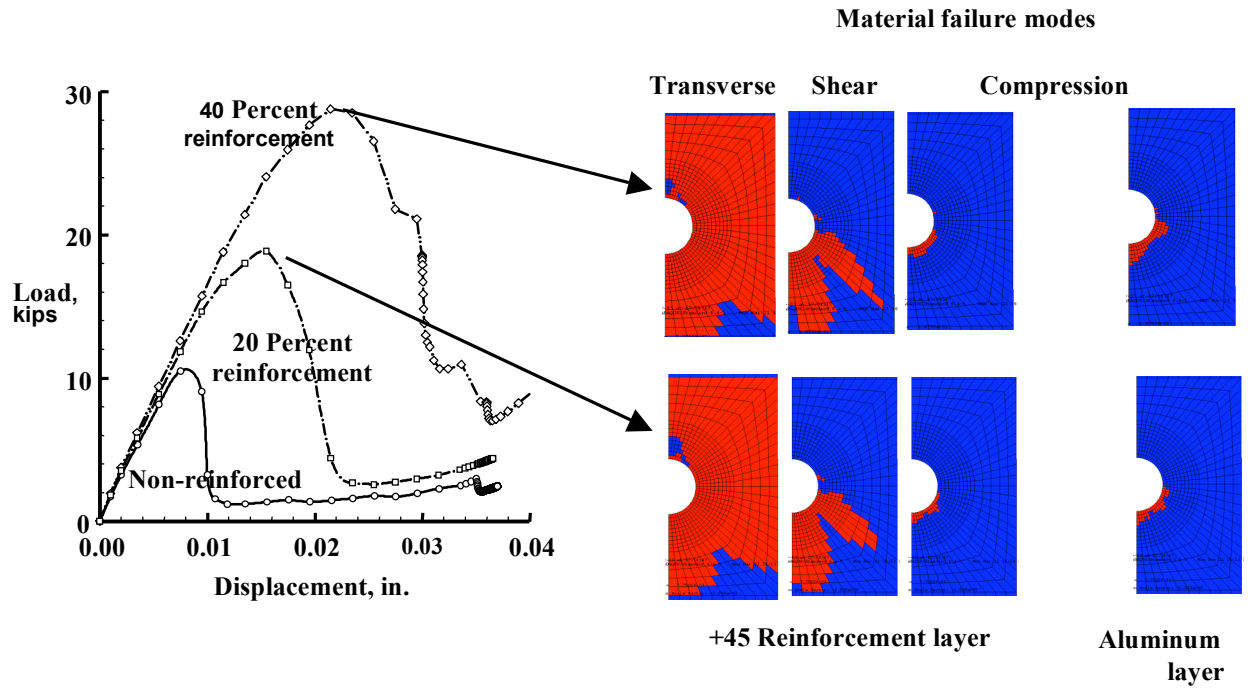 Material failure modes
Transverse Shear Compression
30
40 Percent
reinforcement
20
Load,
kips
20 Percent
reinforcement
10
Non-reinforced
0
0.00 0.01 0.02 0.03 0.04
Displacement, in.
+45 Reinforcement layer
Aluminum
layer